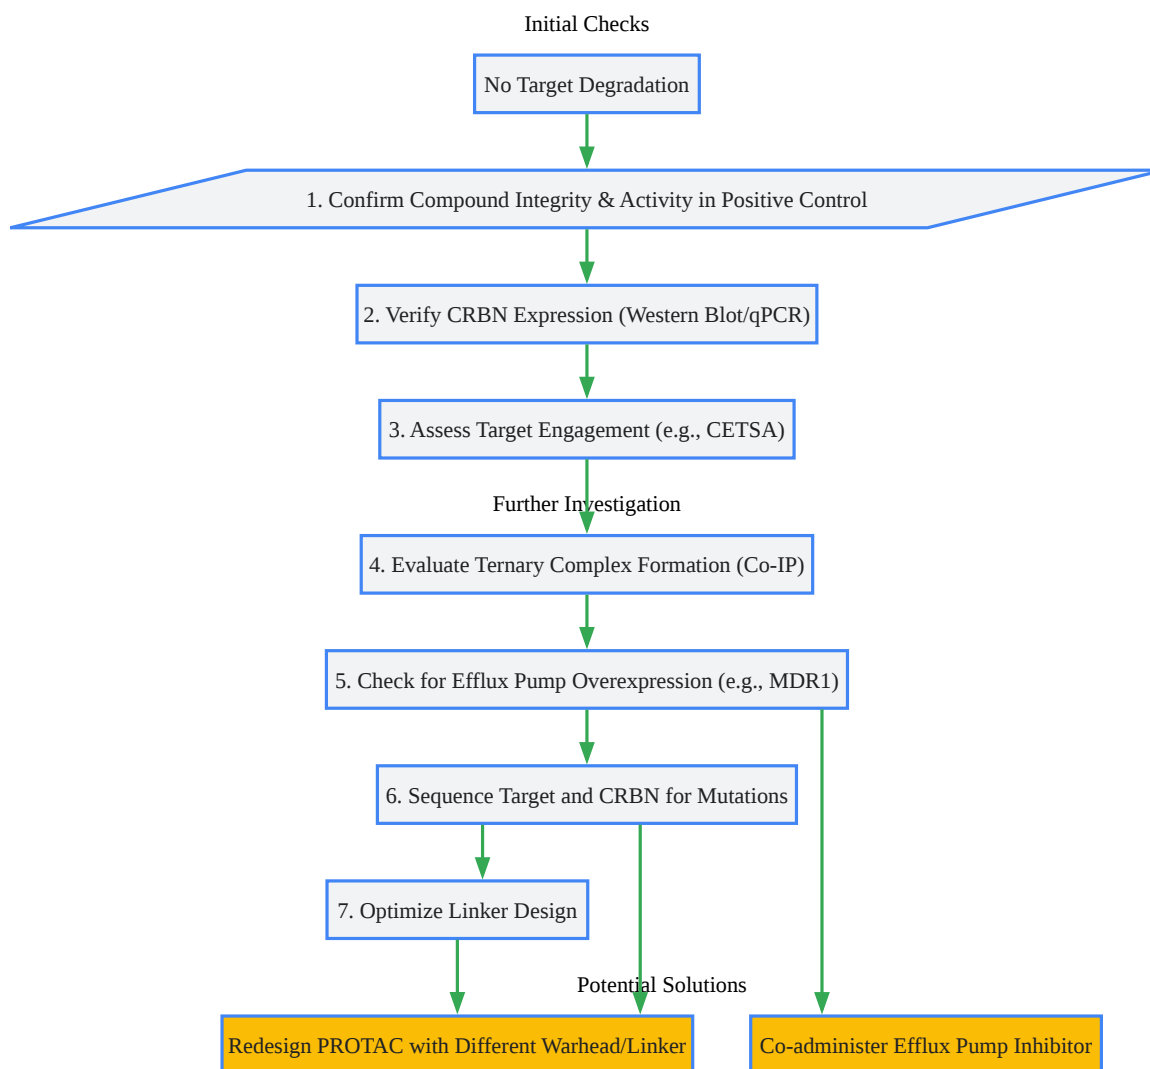 Initial Checks
No Target Degradation
1. Confirm Compound Integrity & Activity in Positive Control
2. Verify CRBN Expression (Western Blot/qPCR)
3. Assess Target Engagement (e.g., CETSA)
Further Investigation
4. Evaluate Ternary Complex Formation (Co-IP)
5. Check for Efflux Pump Overexpression (e.g., MDR1)
6. Sequence Target and CRBN for Mutations
7. Optimize Linker Design
Potential Solutions
Redesign PROTAC with Different Warhead/Linker
Co-administer Efflux Pump Inhibitor